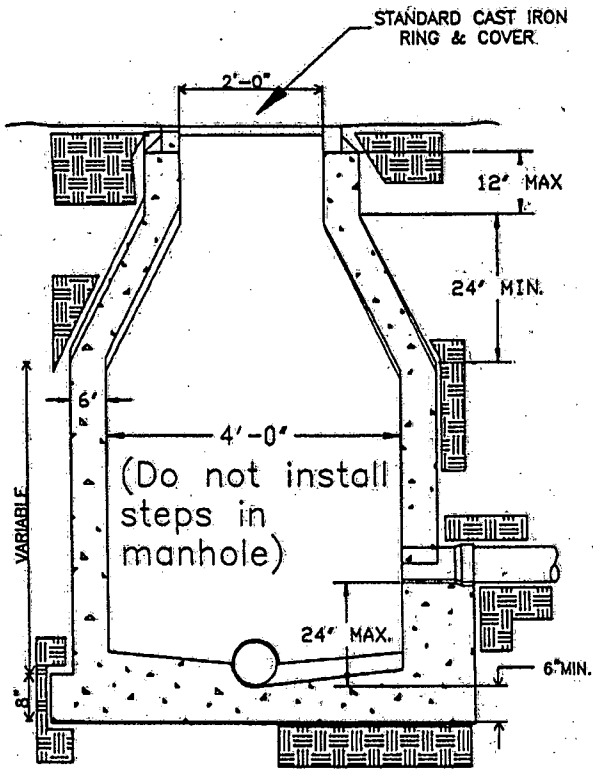 STANDARD CAST IRON
RING & COVER
2'-0"
12" MAX
24" MIN.
6"
4'-0"
(Do not install
steps in
manhole)
VARIABLE
24" MAX.
6" MIN.
8"